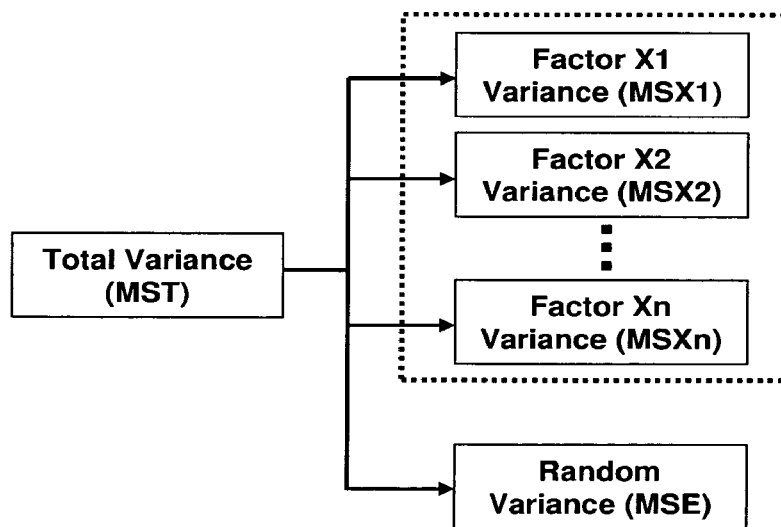 Factor X1
Variance (MSX1)
Factor X2
Variance (MSX2)
Total Variance
(MST)
Factor Xn
Variance (MSXn)
Random
Variance (MSE)